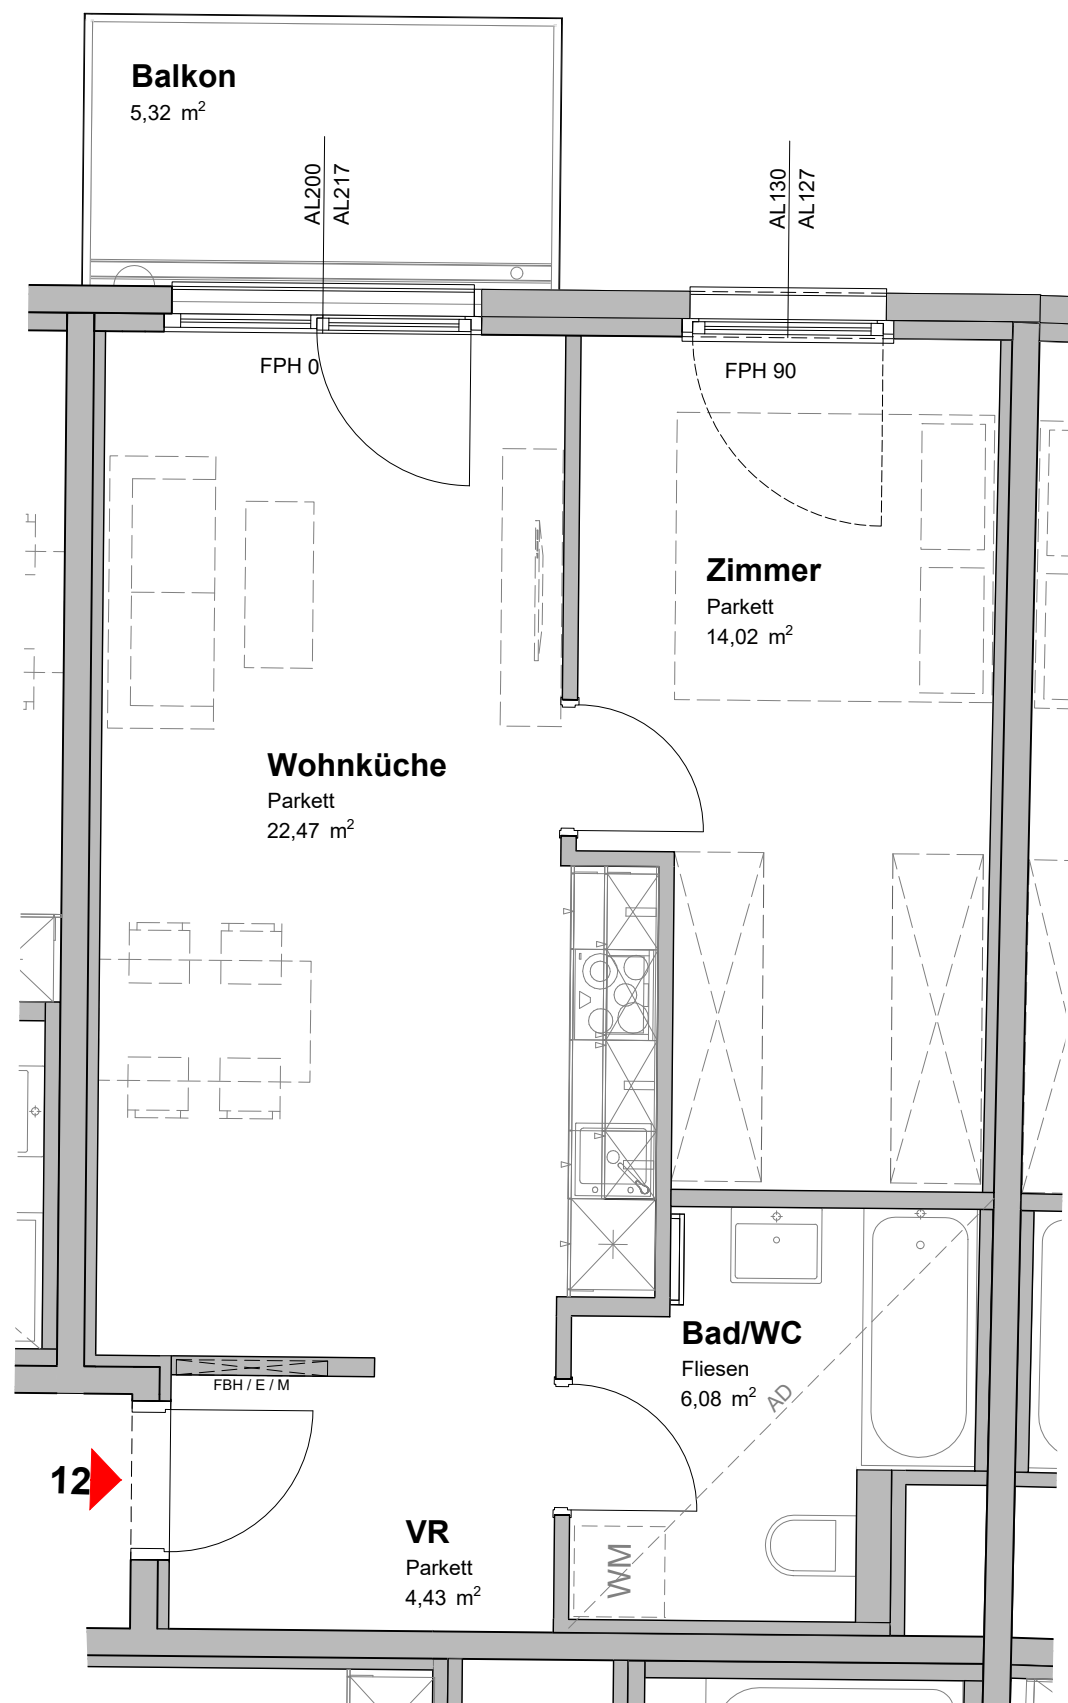 Balkon
5,32 m²
AL200
AL217
AL130
AL127
FPH 0
FPH 90
Zimmer
Parkett
14,02 m²
Wohnküche
Parkett
22,47 m²
Bad/WC
Fliesen
6,08 m²
AD
FBH / E / M
12
VR
Parkett
4,43 m²
WM